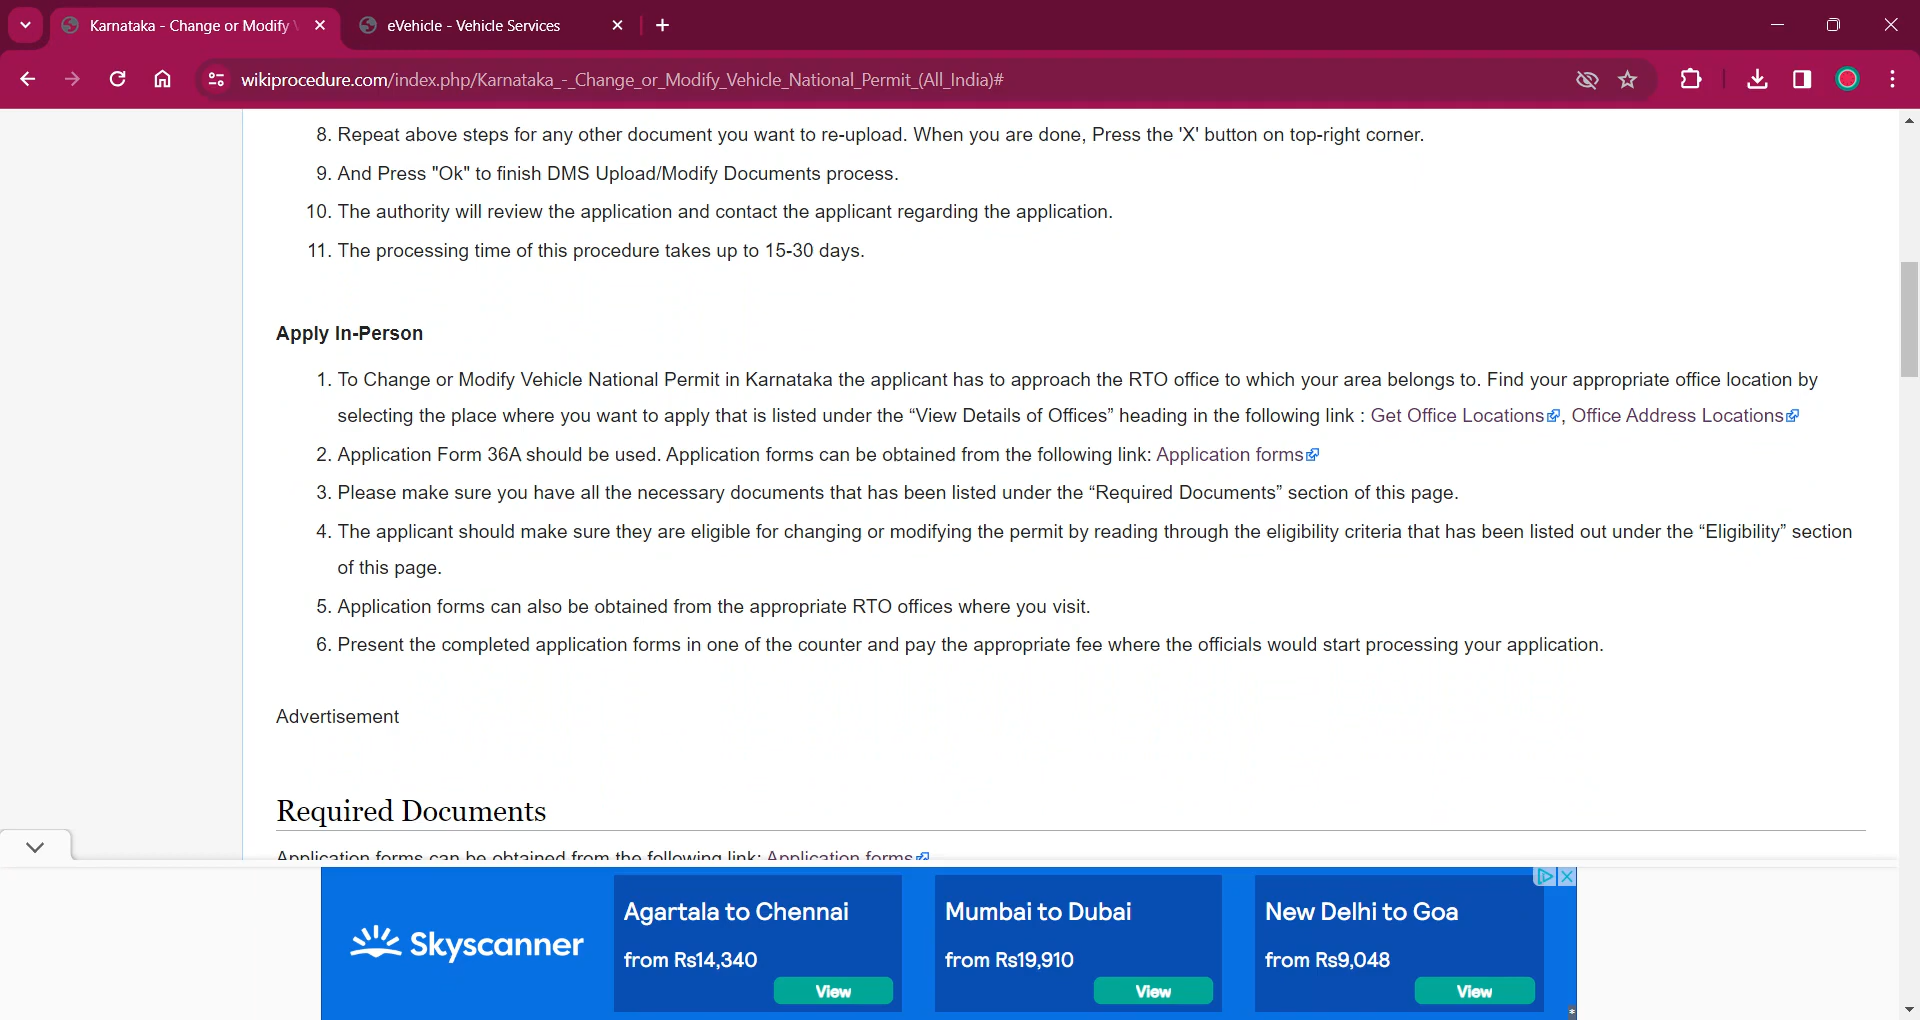 Karnataka - Change or Modify
eVehicle - Vehicle Services
wikiprocedure.com/index.php/Karnataka_-_Change_or_Modify_Vehicle_National_Permit_(All_India)#
8. Repeat above steps for any other document you want to re-upload. When you are done, Press the 'X' button on top-right corner.
9. And Press "Ok" to finish DMS Upload/Modify Documents process.
10. The authority will review the application and contact the applicant regarding the application.
11. The processing time of this procedure takes up to 15-30 days.
Apply In-Person
1. To Change or Modify Vehicle National Permit in Karnataka the applicant has to approach the RTO office to which your area belongs to. Find your appropriate office location by
selecting the place where you want to apply that is listed under the “View Details of Offices” heading in the following link : Get Office Locations, Office Address Locations
2. Application Form 36A should be used. Application forms can be obtained from the following link: Application forms
3. Please make sure you have all the necessary documents that has been listed under the “Required Documents” section of this page.
4. The applicant should make sure they are eligible for changing or modifying the permit by reading through the eligibility criteria that has been listed out under the “Eligibility” section
of this page.
5. Application forms can also be obtained from the appropriate RTO offices where you visit.
6. Present the completed application forms in one of the counter and pay the appropriate fee where the officials would start processing your application.
Advertisement
Required Documents
Application forms can be obtained from the following link: Application forms
Skyscanner
Agartala to Chennai
from Rs14,340
View
Mumbai to Dubai
from Rs19,910
View
New Delhi to Goa
from Rs9,048
View